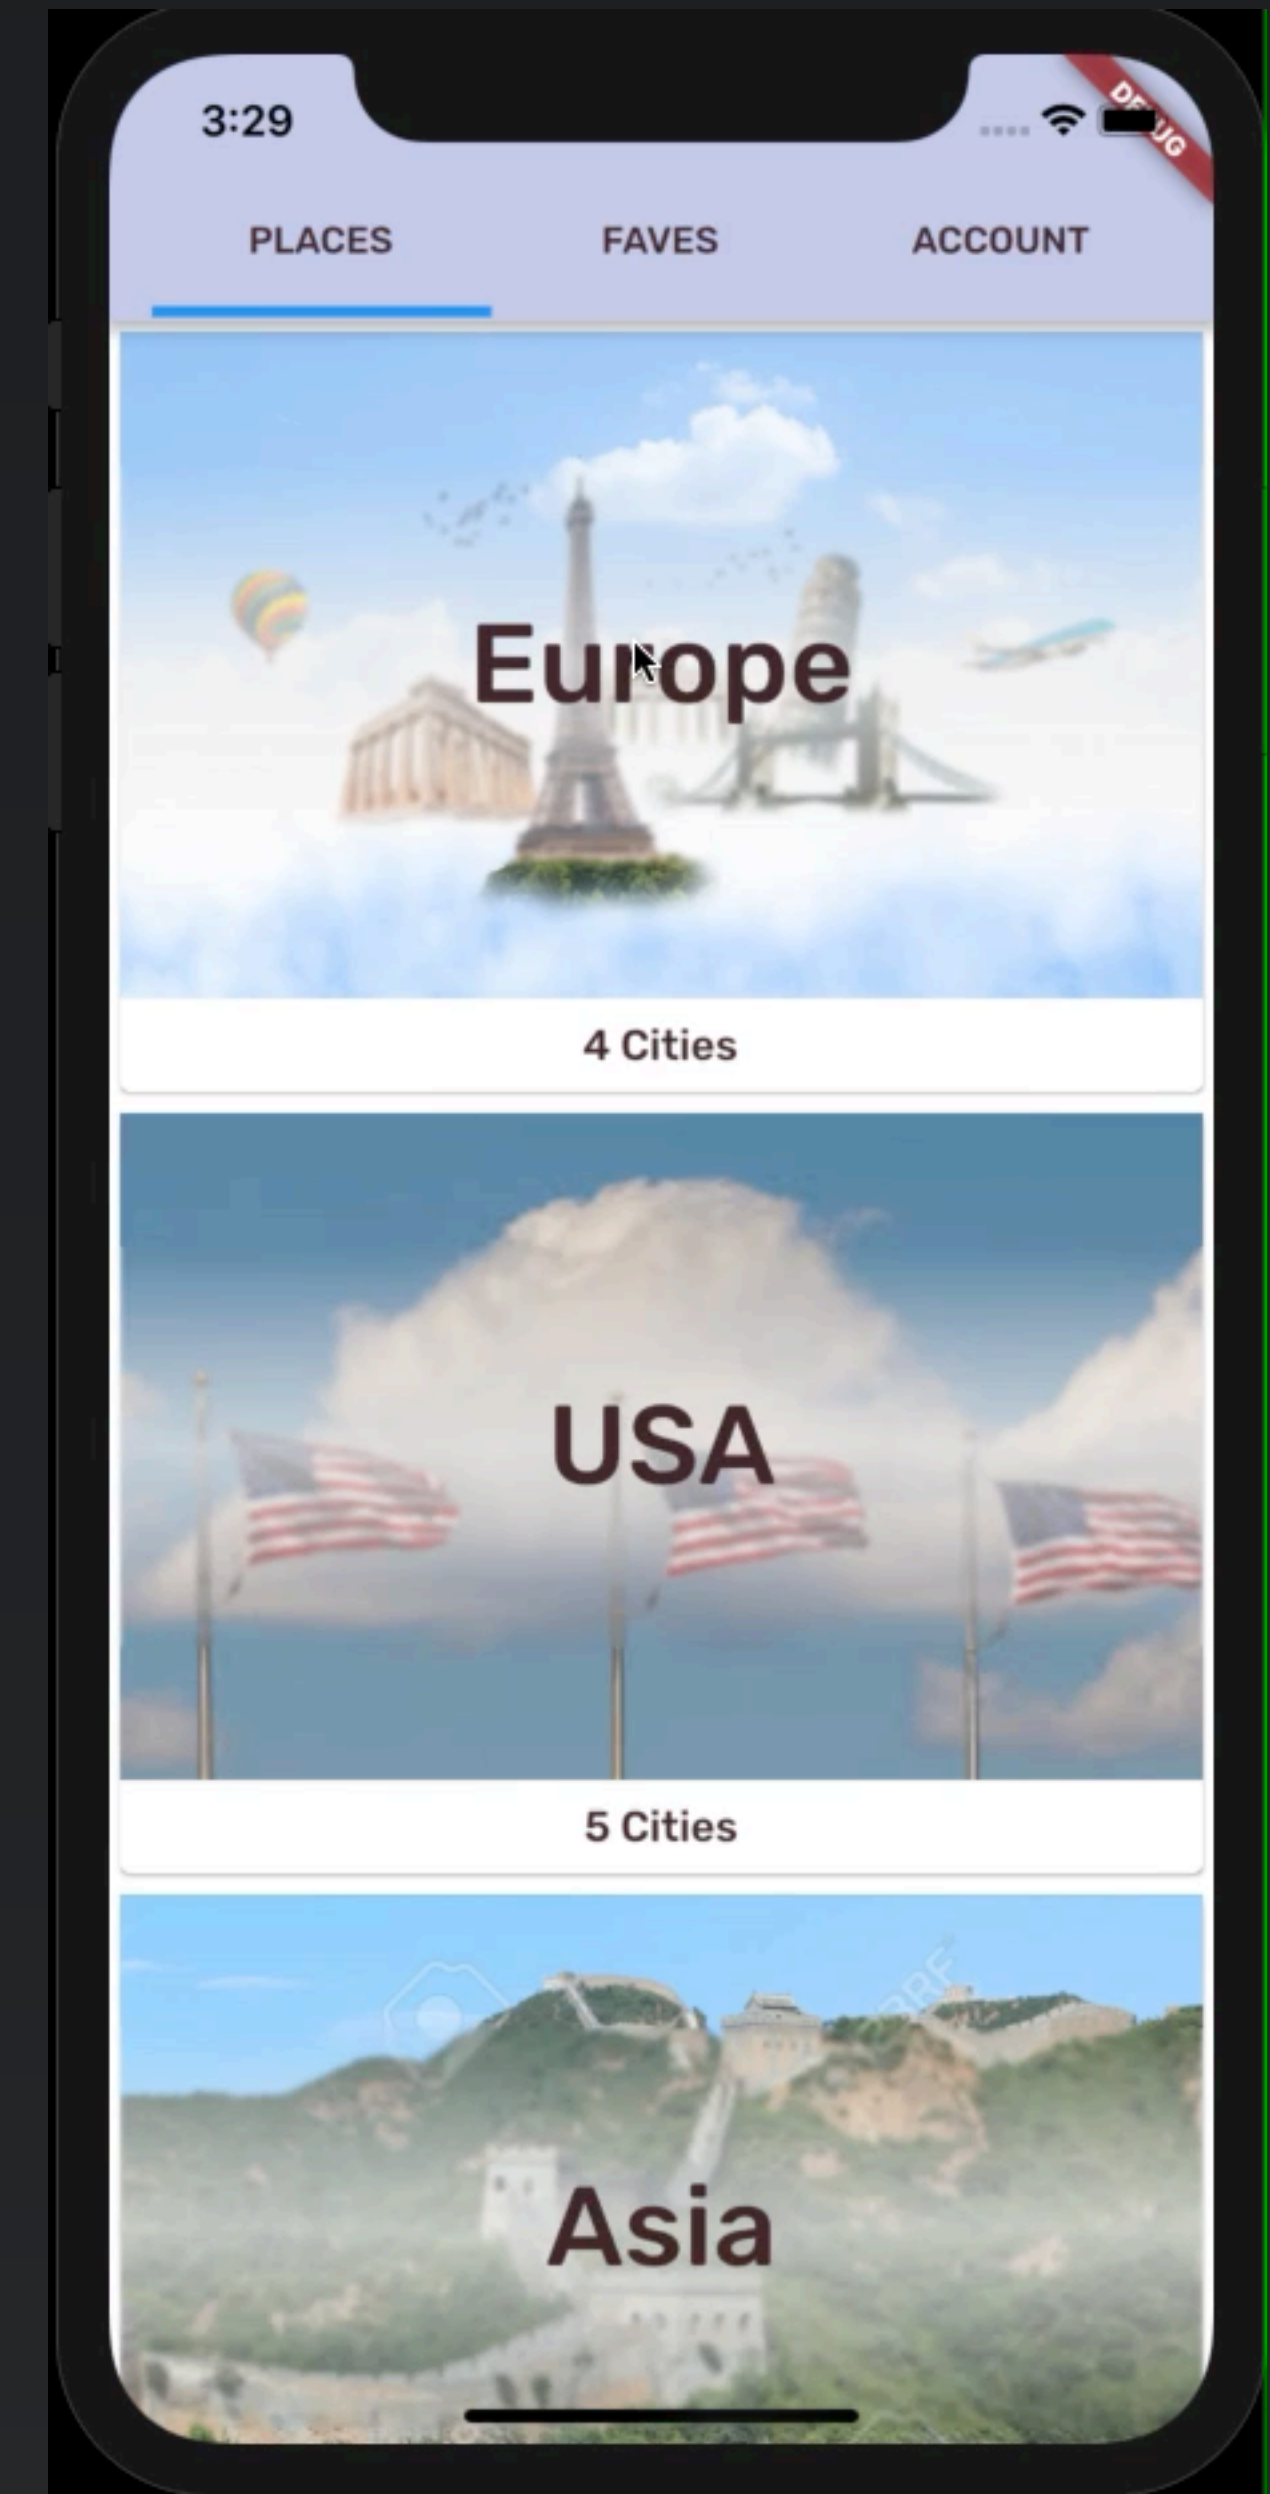 3:29
DEBUG
PLACES FAVES ACCOUNT
Europe
4 Cities
USA
5 Cities
Asia